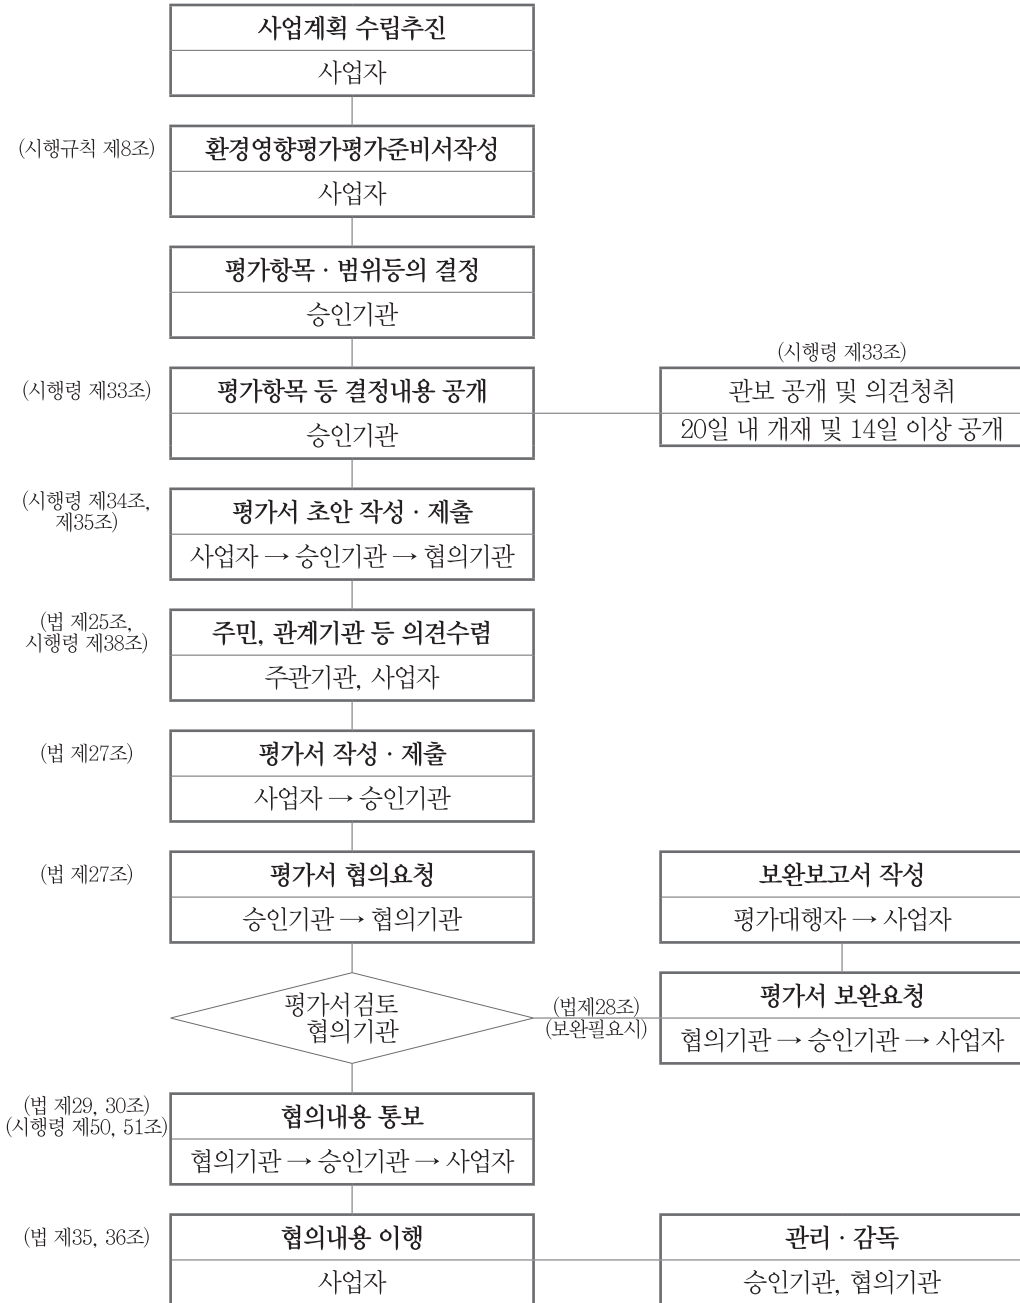 사업계획 수립추진
사업자
(시행규칙 제8조)
환경영향평가평가준비서작성
사업자
평가항목 · 범위등의 결정
승인기관
(시행령 제33조)
평가항목 등 결정내용 공개
승인기관
(시행령 제33조)
관보 공개 및 의견청취
20일 내 개재 및 14일 이상 공개
(시행령 제34조,
제35조)
평가서 초안 작성 · 제출
사업자 → 승인기관 → 협의기관
(법 제25조,
시행령 제38조)
주민, 관계기관 등 의견수렴
주관기관, 사업자
(법 제27조)
평가서 작성 · 제출
사업자 → 승인기관
(법 제27조)
평가서 협의요청
승인기관 → 협의기관
보완보고서 작성
평가대행자 → 사업자
평가서검토
협의기관
(법제28조)
(보완필요시)
평가서 보완요청
협의기관 → 승인기관 → 사업자
(법 제29, 30조)
(시행령 제50, 51조)
협의내용 통보
협의기관 → 승인기관 → 사업자
(법 제35, 36조)
협의내용 이행
사업자
관리 · 감독
승인기관, 협의기관